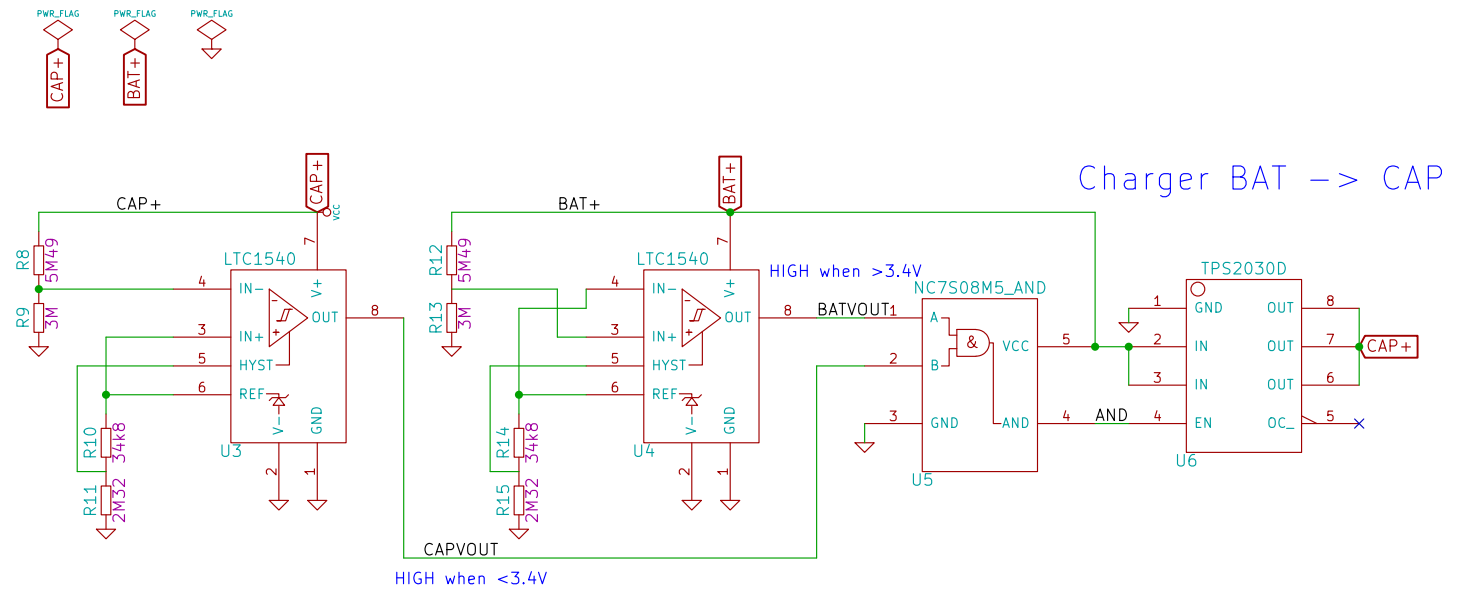 PWR_FLAG
PWR_FLAG
PWR_FLAG
CAP+
BAT+
Charger BAT -> CAP
CAP+
CAP+
VCC
BAT+
BAT+
R8
5M49
R9
3M
LTC1540
7
V+
4
IN-
3
IN+
5
HYST
6
REF
OUT
8
V-
GND
2
1
U3
R10
34k8
R11
2M32
R12
5M49
R13
3M
LTC1540
7
V+
4
IN-
3
IN+
5
HYST
6
REF
OUT
8
V-
GND
2
1
U4
R14
34k8
R15
2M32
HIGH when >3.4V
BATVOUT
CAPVOUT
HIGH when <3.4V
NC7S08M5_AND
1
A
2
B
&
3
GND
VCC
5
AND
4
U5
AND
TPS2030D
1
GND
2
IN
3
IN
4
EN
OUT
8
OUT
7
OUT
6
OC_
5
U6
CAP+